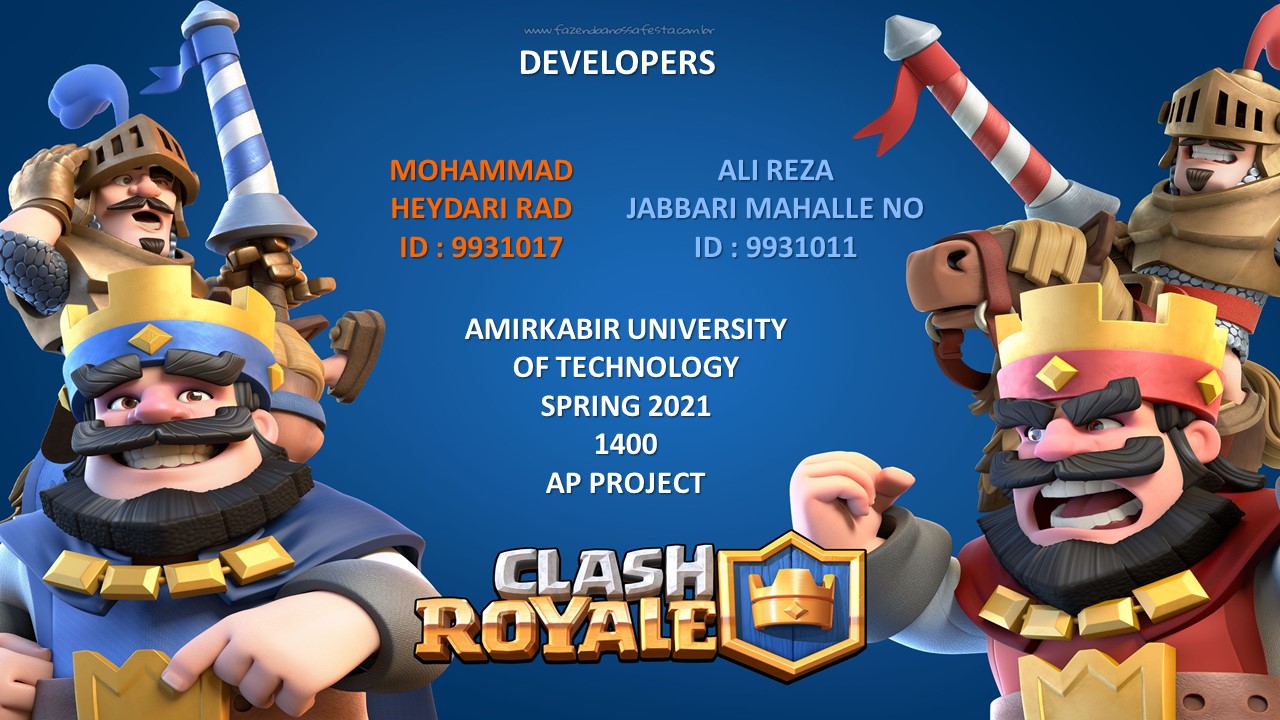 www.fazendoanossafesta.com.br
DEVELOPERS
MOHAMMAD
HEYDARI RAD
ID : 9931017
ALI REZA
JABBARI MAHALLE NO
ID : 9931011
AMIRKABIR UNIVERSITY
OF TECHNOLOGY
SPRING 2021
1400
AP PROJECT
CLASH
ROYALE